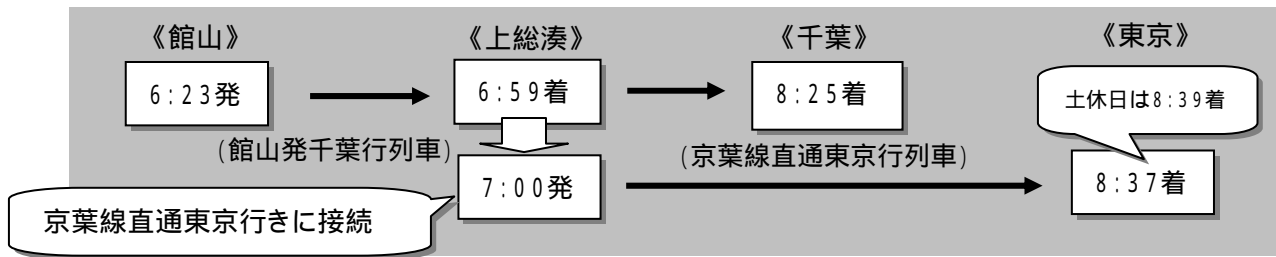 《館山》
《上総湊》
《千葉》
《東京》
6:23発
6:59着
8:25着
土休日は8:39着
(館山発千葉行列車)
(京葉線直通東京行列車)
7:00発
8:37着
京葉線直通東京行きに接続